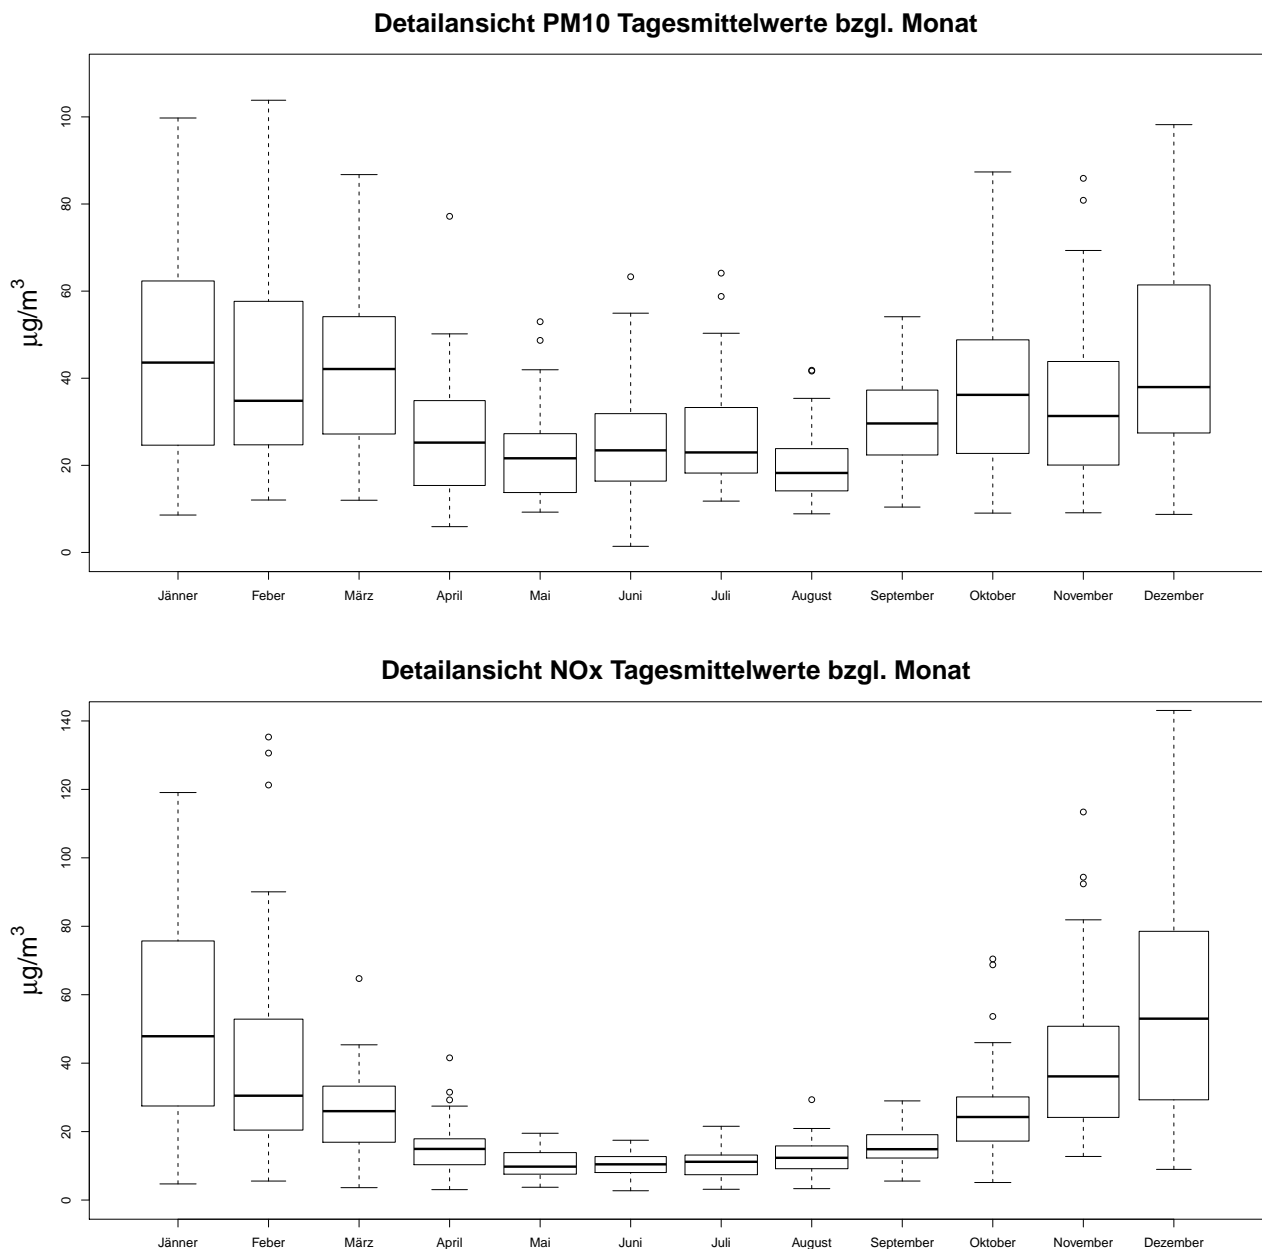 Detailansicht PM10 Tagesmittelwerte bzgl. Monat
100
80
60
40
20
0
µg/m³
Jänner Feber März April Mai Juni Juli August September Oktober November Dezember
Detailansicht NOx Tagesmittelwerte bzgl. Monat
140
120
100
80
60
40
20
0
µg/m³
Jänner Feber März April Mai Juni Juli August September Oktober November Dezember